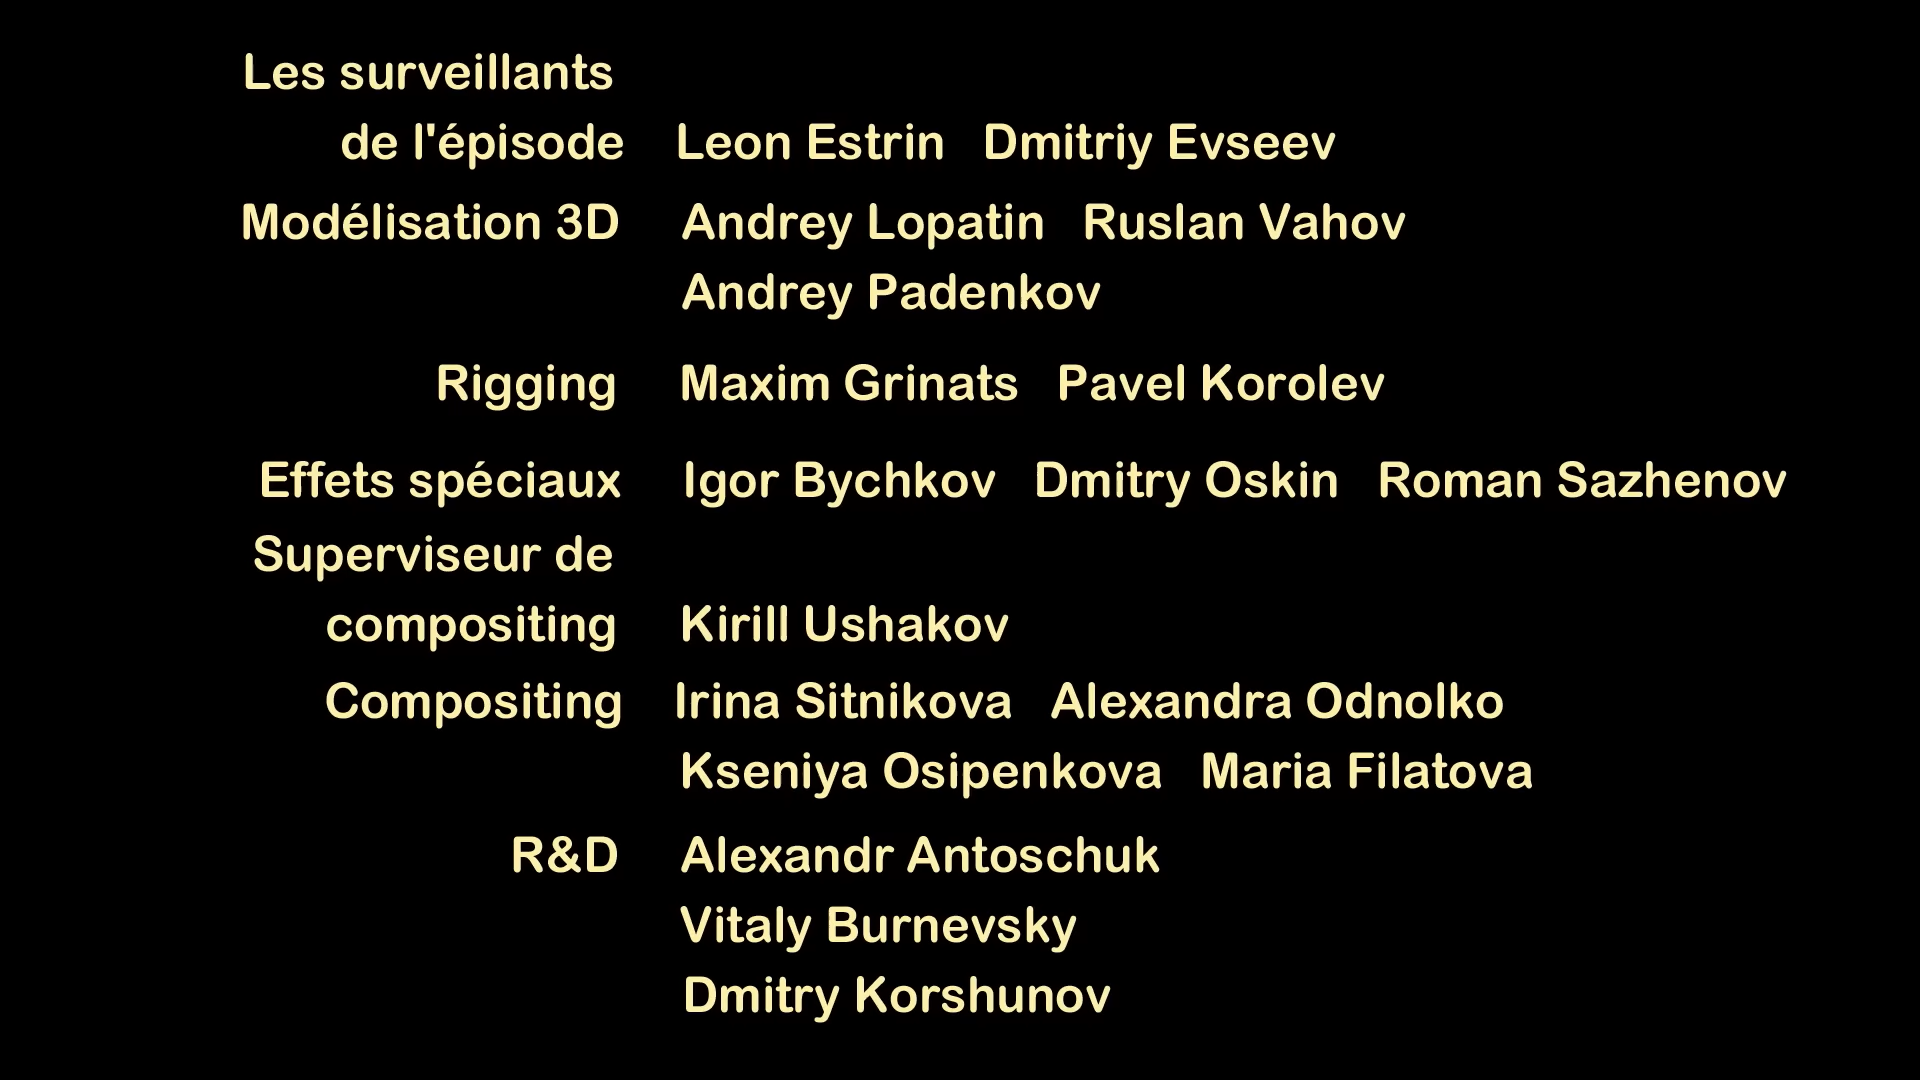 Les surveillants
de l'épisode Leon Estrin Dmitriy Evseev
Modélisation 3D Andrey Lopatin Ruslan Vahov
Andrey Padenkov
Rigging Maxim Grinats Pavel Korolev
Effets spéciaux Igor Bychkov Dmitry Oskin Roman Sazhenov
Superviseur de
compositing Kirill Ushakov
Compositing Irina Sitnikova Alexandra Odnolko
Kseniya Osipenkova Maria Filatova
R&D Alexandr Antoschuk
Vitaly Burnevsky
Dmitry Korshunov